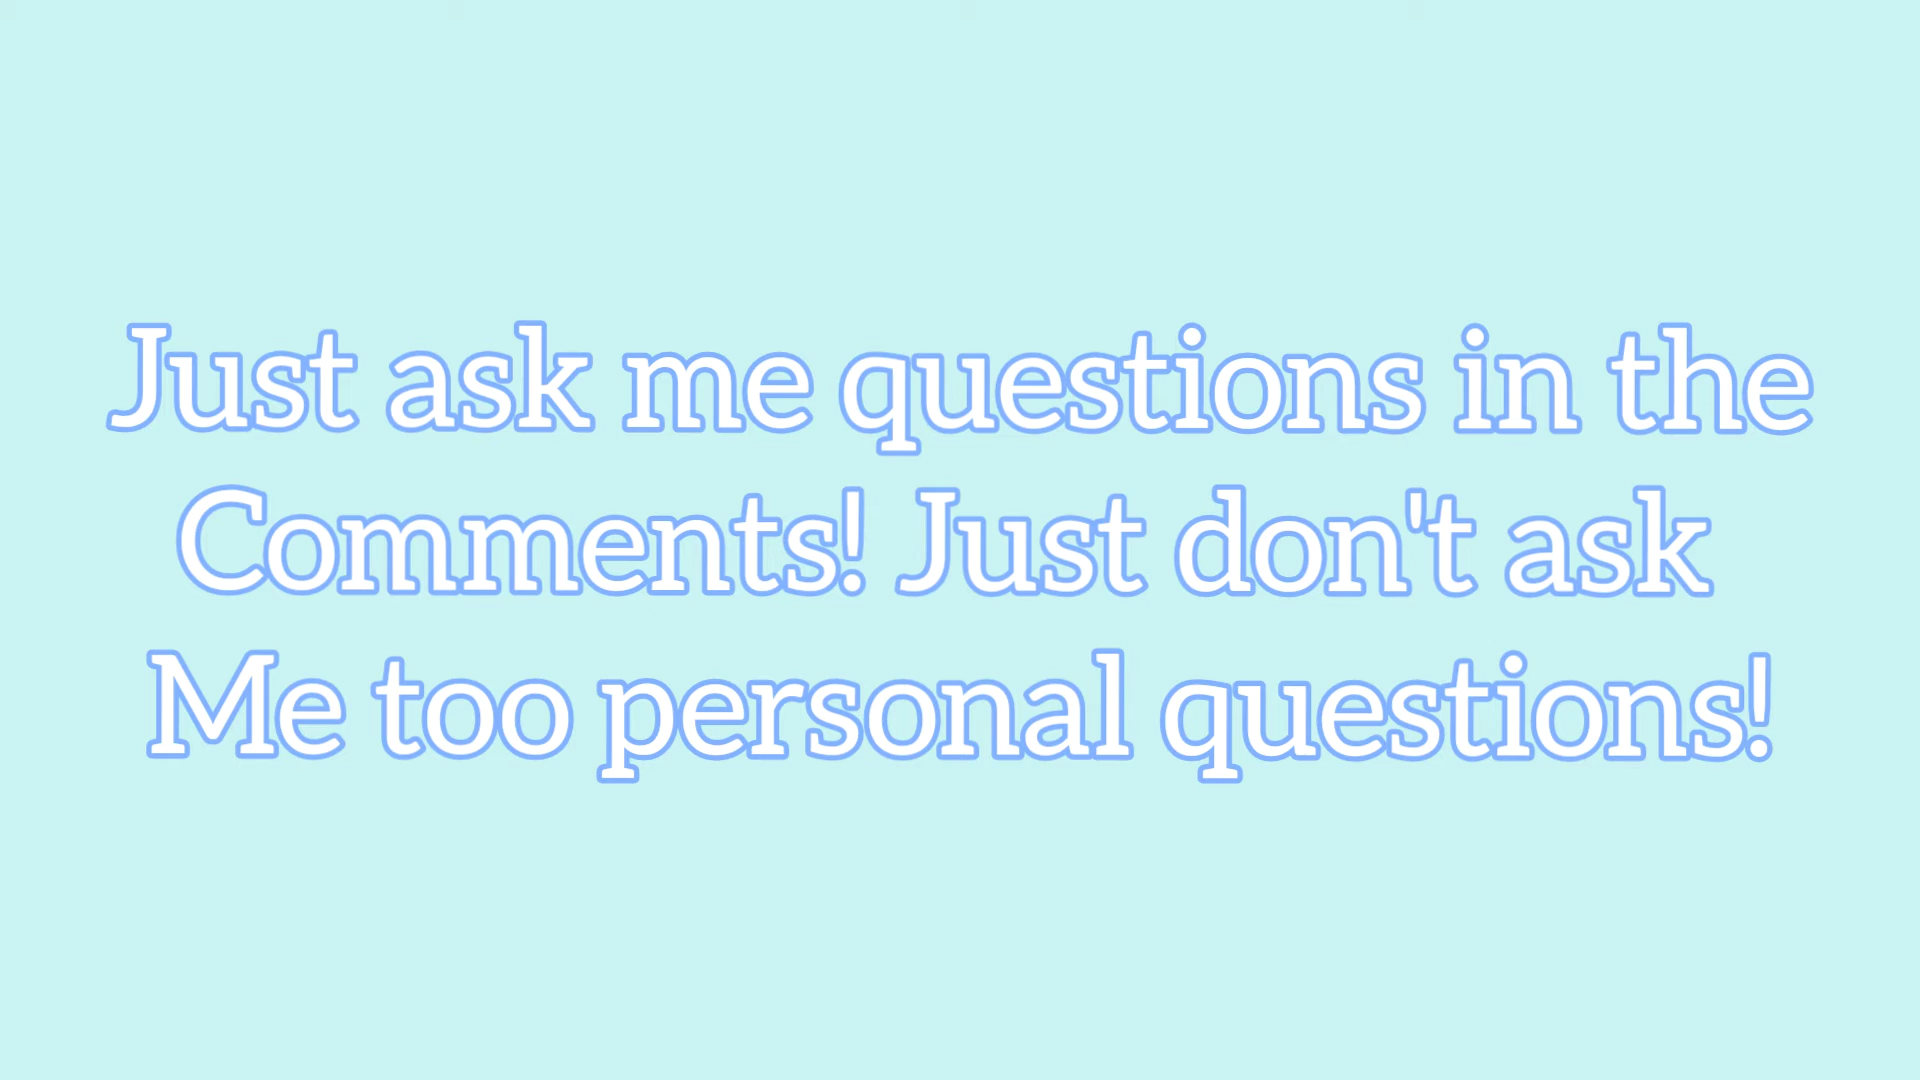 Just ask me questions in the
Comments! Just don't ask
Me too personal questions!